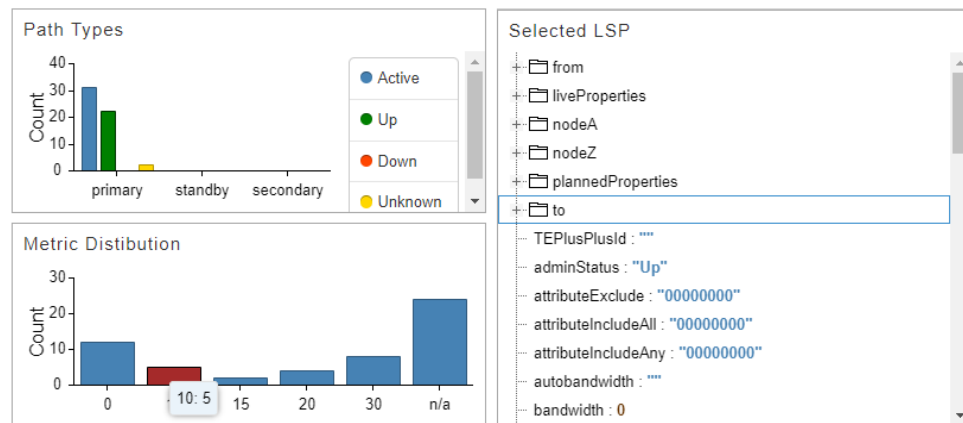 Path Types
40
30
20
10
0
Count
primary
standby
secondary
Active
Up
Down
Unknown
Metric Distibution
30
20
10
0
Count
0
10: 5
15
20
30
n/a
Selected LSP
from
liveProperties
nodeA
nodeZ
plannedProperties
to
TEPlusPlusId : ""
adminStatus : "Up"
attributeExclude : "00000000"
attributeIncludeAll : "00000000"
attributeIncludeAny : "00000000"
autobandwidth : ""
bandwidth : 0